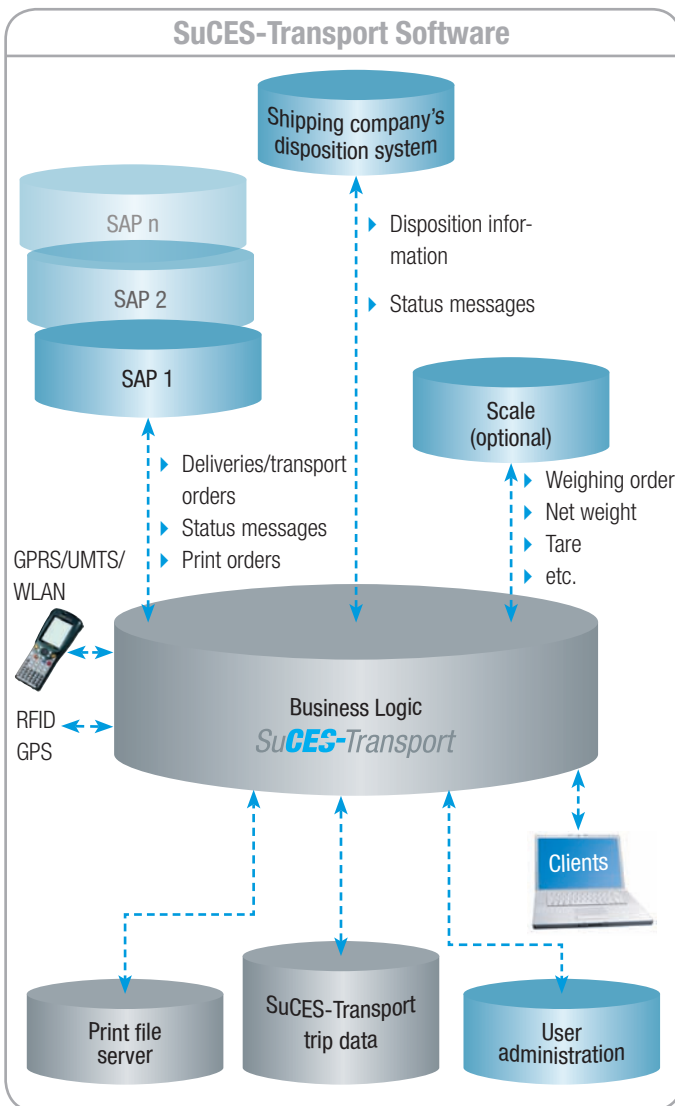 SuCES-Transport Software
Shipping company's
disposition system
SAP n
SAP 2
SAP 1
Disposition infor-
mation
Status messages
Scale
(optional)
Deliveries/transport
orders
Status messages
Print orders
Weighing order
Net weight
Tare
etc.
GPRS/UMTS/
WLAN
RFID
GPS
Business Logic
SuCES-Transport
Clients
Print file
server
SuCES-Transport
trip data
User
administration